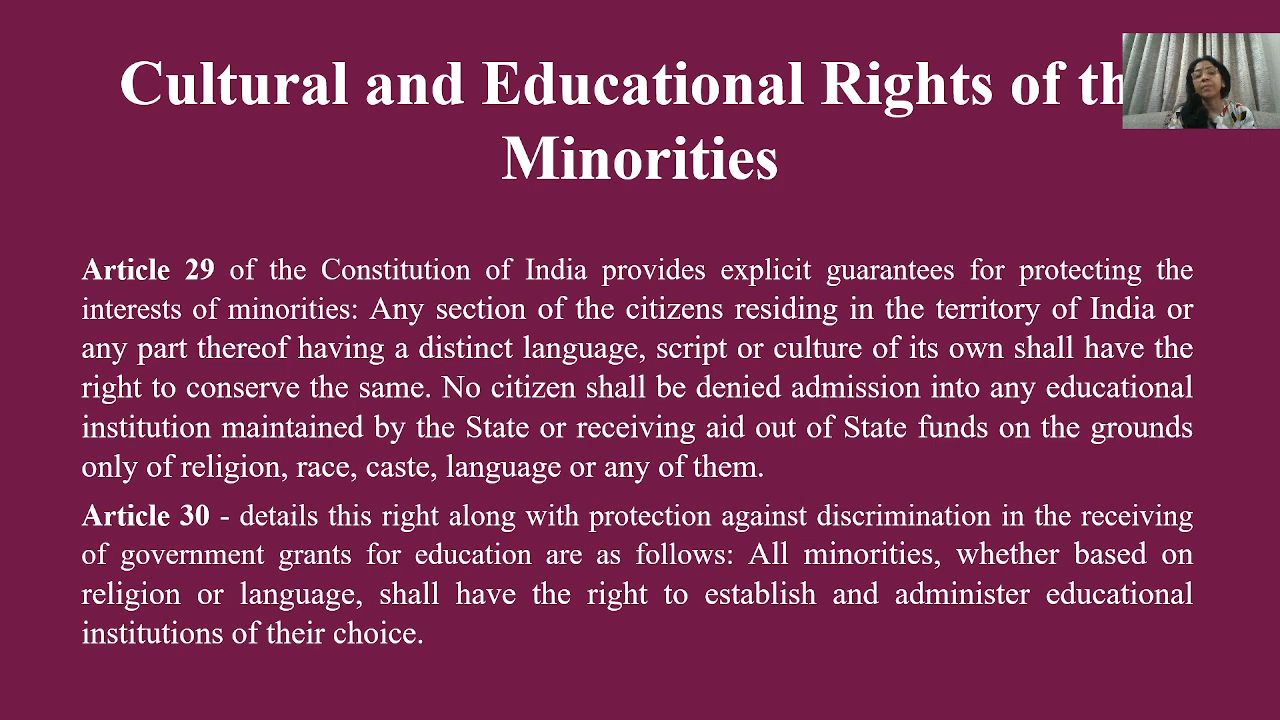 Cultural and Educational Rights of th
Minorities
Article 29 of the Constitution of India provides explicit guarantees for protecting the
interests of minorities: Any section of the citizens residing in the territory of India or
any part thereof having a distinct language, script or culture of its own shall have the
right to conserve the same. No citizen shall be denied admission into any educational
institution maintained by the State or receiving aid out of State funds on the grounds
only of religion, race, caste, language or any of them.
Article 30 - details this right along with protection against discrimination in the receiving
of government grants for education are as follows: All minorities, whether based on
religion or language, shall have the right to establish and administer educational
institutions of their choice.